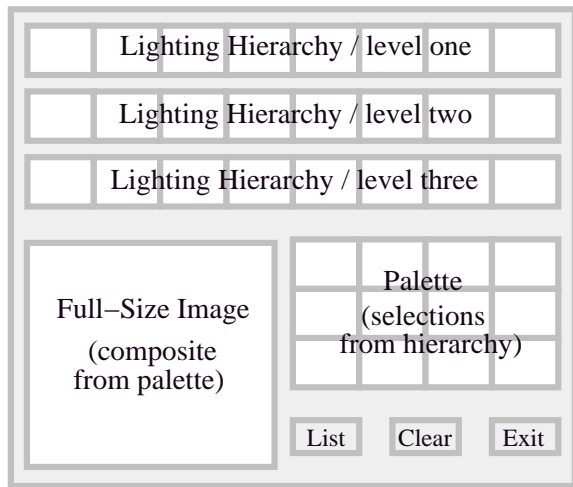 Lighting Hierarchy / level one
Lighting Hierarchy / level two
Lighting Hierarchy / level three
Full−Size Image
(composite
from palette)
Palette
(selections
from hierarchy)
List
Clear
Exit